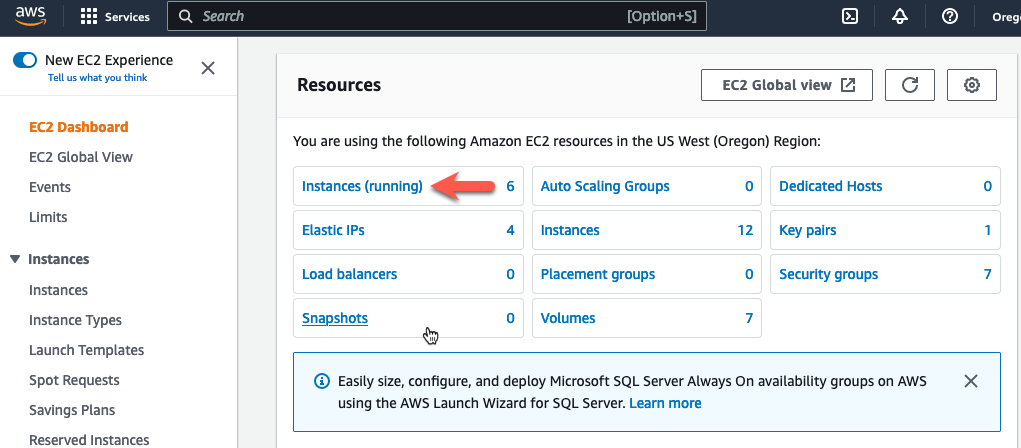 aws
Services
Search
[Option+S]
New EC2 Experience
Tell us what you think
EC2 Dashboard
EC2 Global View
Events
Limits
Instances
Instances
Instance Types
Launch Templates
Spot Requests
Savings Plans
Reserved Instances
Resources
EC2 Global view
You are using the following Amazon EC2 resources in the US West (Oregon) Region:
Instances (running) 6
Auto Scaling Groups 0
Dedicated Hosts 0
Elastic IPs 4
Instances 12
Key pairs 1
Load balancers 0
Placement groups 0
Security groups 7
Snapshots 0
Volumes 7
Easily size, configure, and deploy Microsoft SQL Server Always On availability groups on AWS
using the AWS Launch Wizard for SQL Server. Learn more